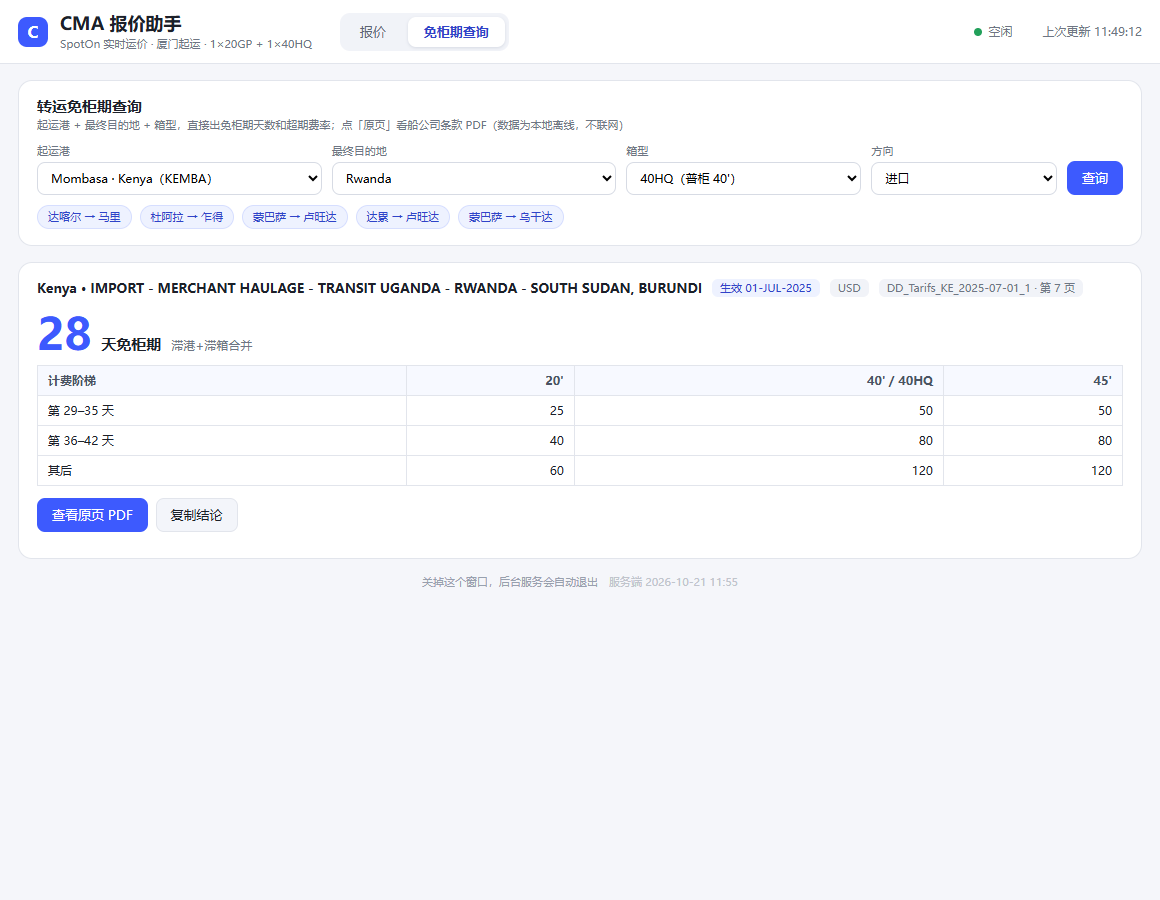 C
CMA 报价助手
SpotOn 实时运价 · 厦门起运 · 1×20GP + 1×40HQ
报价
免柜期查询
空闲
上次更新 11:49:12
转运免柜期查询
起运港 + 最终目的地 + 箱型，直接出免柜期天数和超期费率；点「原页」看船公司条款 PDF（数据为本地离线，不联网）
起运港
最终目的地
箱型
方向
Mombasa · Kenya（KEMBA）
Rwanda
40HQ（普柜 40'）
进口
查询
达喀尔 → 马里
杜阿拉 → 乍得
蒙巴萨 → 卢旺达
达累 → 卢旺达
蒙巴萨 → 乌干达
Kenya • IMPORT - MERCHANT HAULAGE - TRANSIT UGANDA - RWANDA - SOUTH SUDAN, BURUNDI
生效 01-JUL-2025
USD
DD_Tarifs_KE_2025-07-01_1 · 第 7 页
28 天免柜期 滞港+滞箱合并
计费阶梯 20' 40' / 40HQ 45'
第 29–35 天 25 50 50
第 36–42 天 40 80 80
其后 60 120 120
查看原页 PDF
复制结论
关掉这个窗口，后台服务会自动退出 服务端 2026-10-21 11:55